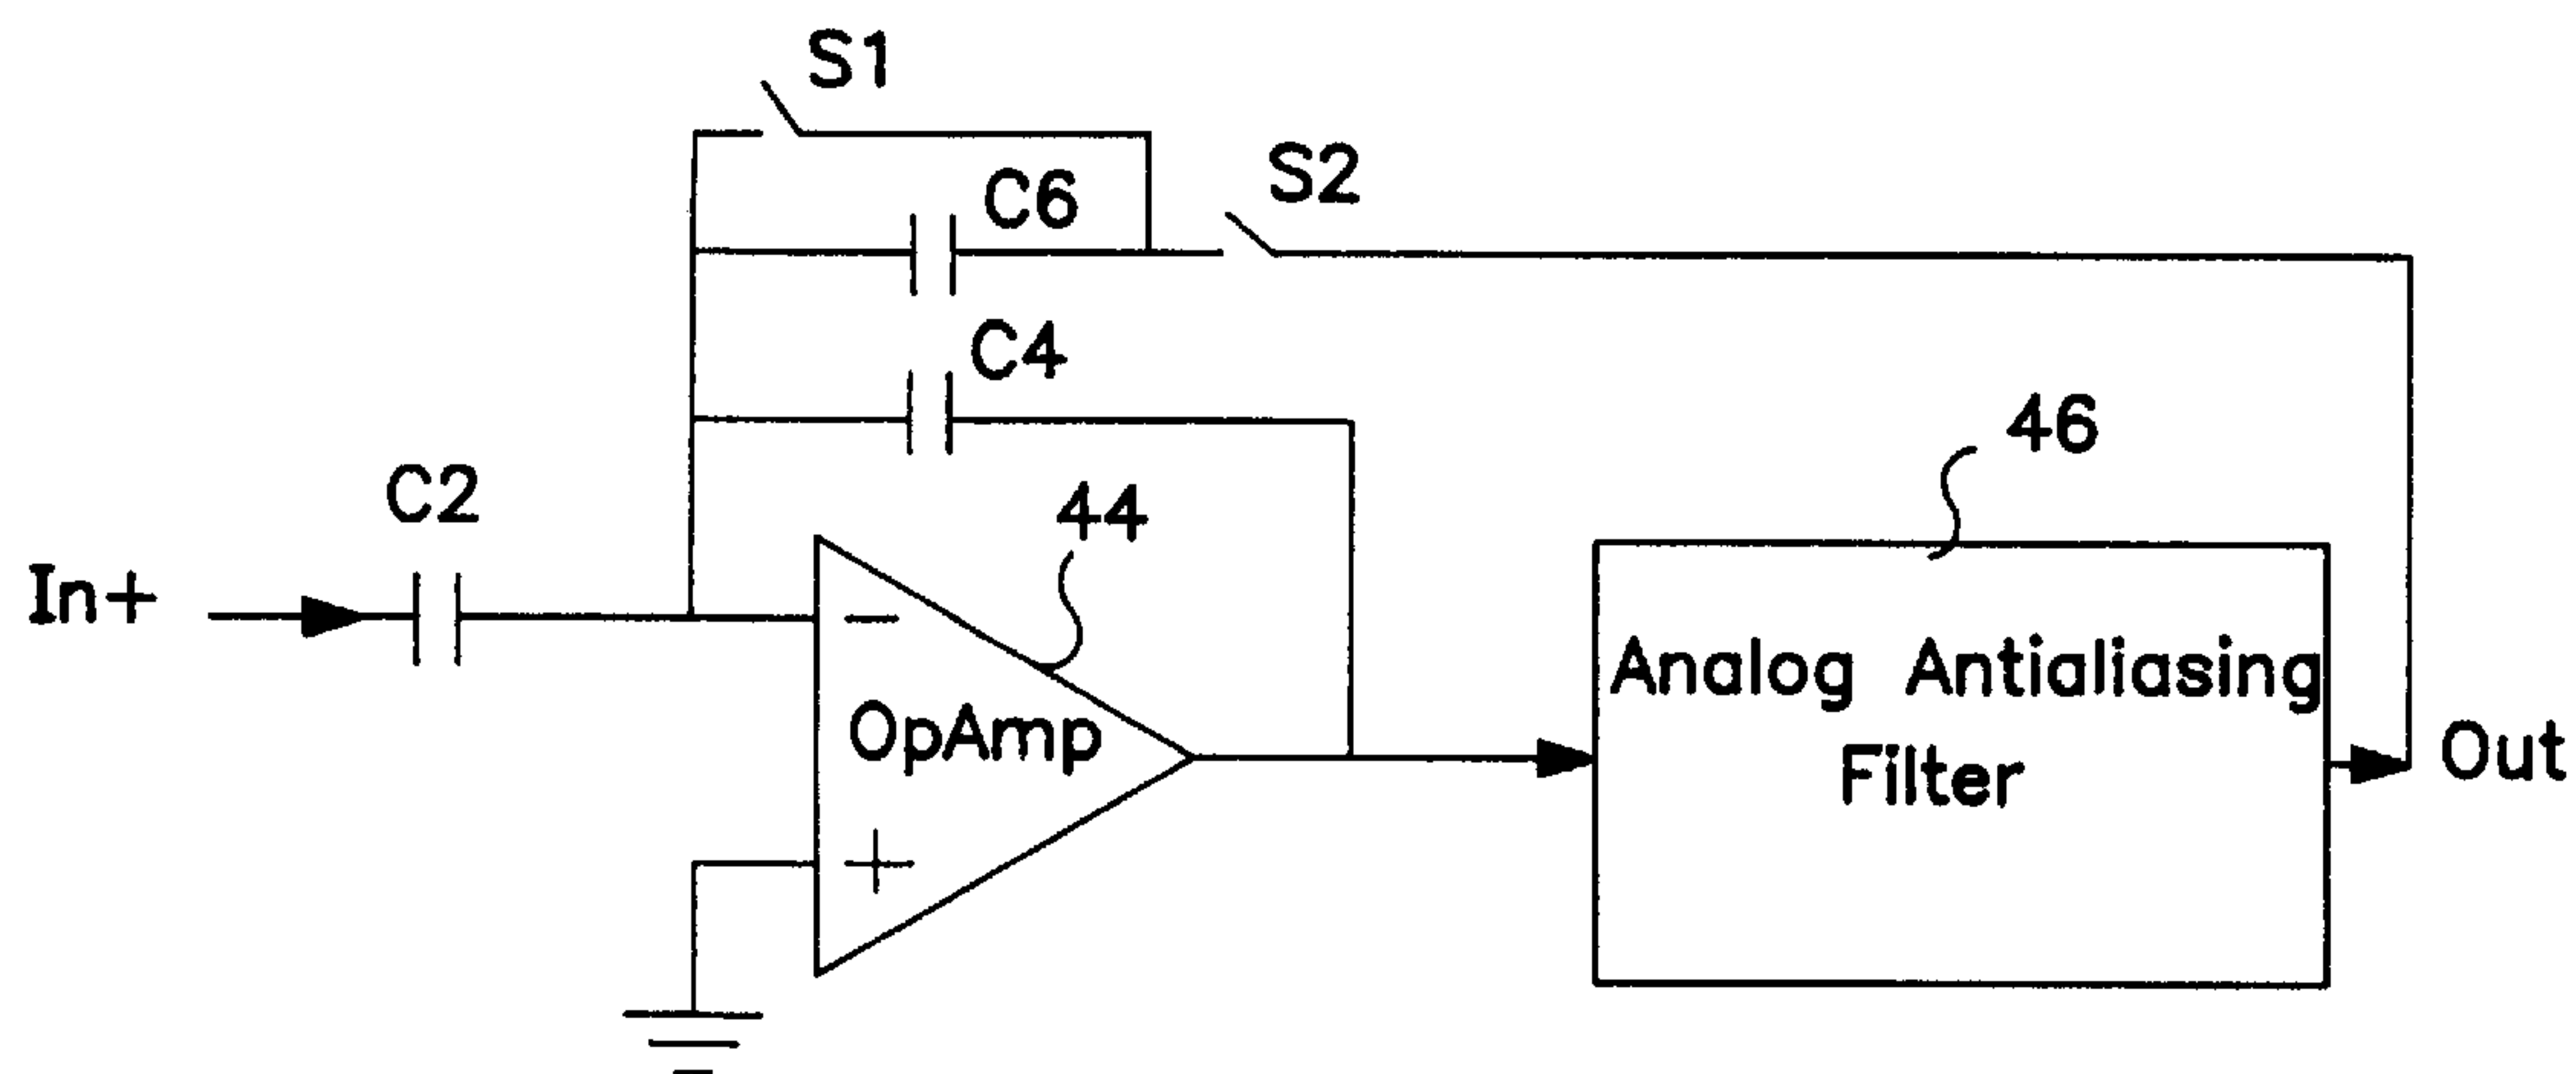 S1
C6
S2
C4
46
C2
44
In+
−
Analog Antialiasing
Filter
OpAmp
Out
+